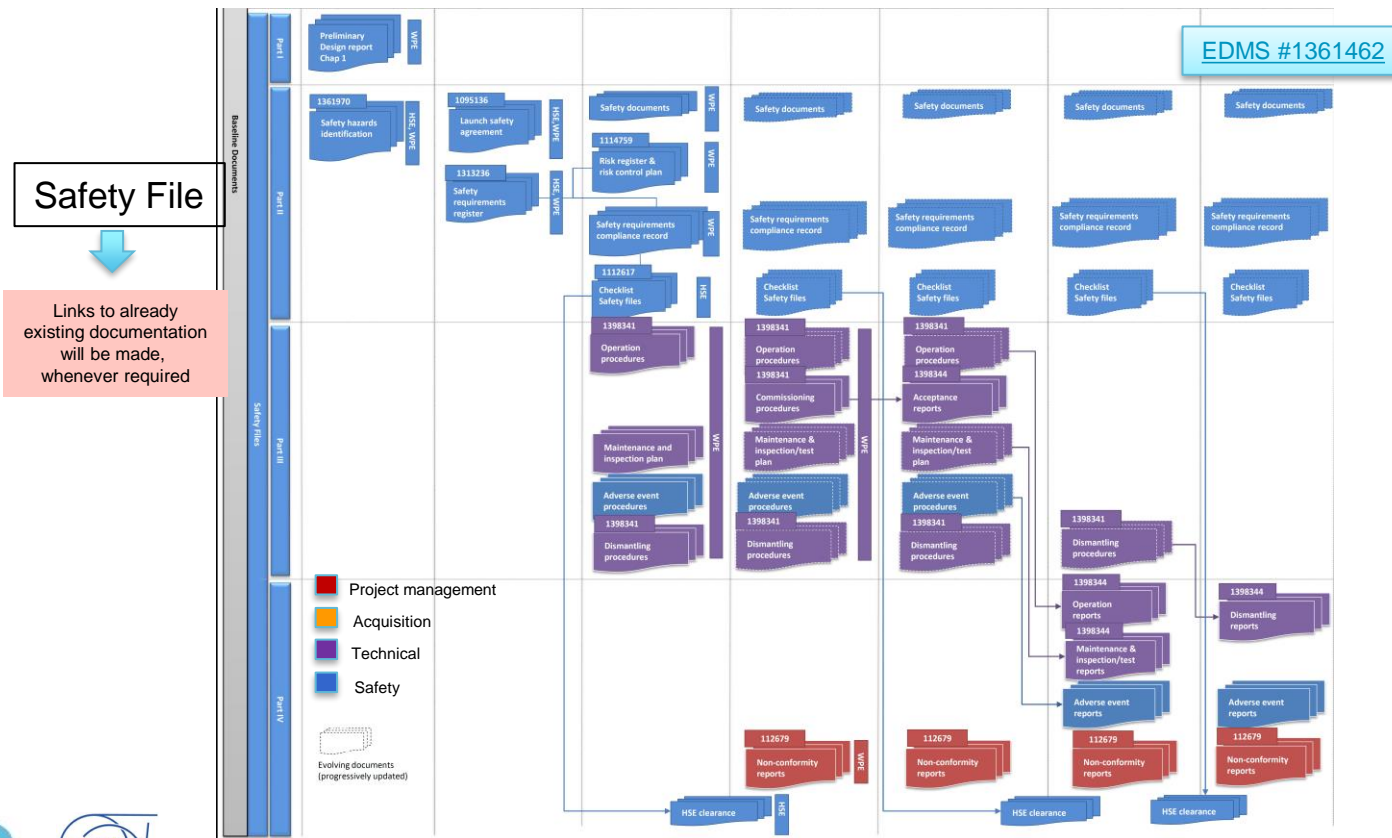 EDMS #1361462
Safety File
Links to already
existing documentation
will be made,
whenever required
Baseline Documents
Safety Files
Part I
Preliminary
Design report
Chap 1
WPE
Part II
1361970
Safety hazards
identification
HSE, WPE
1095136
Launch safety
agreement
HSE,WPE
Safety documents
WPE
Safety documents
Safety documents
Safety documents
Safety documents
1114759
Risk register &
risk control plan
WPE
1313236
Safety
requirements
register
HSE, WPE
Safety requirements
compliance record
WPE
Safety requirements
compliance record
Safety requirements
compliance record
Safety requirements
compliance record
Safety requirements
compliance record
1112617
Checklist
Safety files
HSE
Checklist
Safety files
Checklist
Safety files
Checklist
Safety files
Checklist
Safety files
Part III
1398341
Operation
procedures
WPE
1398341
Operation
procedures
WPE
1398341
Operation
procedures
1398341
Commissioning
procedures
1398344
Acceptance
reports
Maintenance and
inspection plan
Maintenance &
inspection/test
plan
Maintenance &
inspection/test
plan
Adverse event
procedures
Adverse event
procedures
Adverse event
procedures
1398341
Dismantling
procedures
1398341
Dismantling
procedures
1398341
Dismantling
procedures
1398341
Dismantling
procedures
Part IV
Project management
Acquisition
Technical
Safety
Evolving documents
(progressively updated)
1398344
Operation
reports
1398344
Dismantling
reports
1398344
Maintenance &
inspection/test
reports
Adverse event
reports
Adverse event
reports
112679
Non-conformity
reports
WPE
112679
Non-conformity
reports
112679
Non-conformity
reports
112679
Non-conformity
reports
HSE clearance
HSE
HSE clearance
HSE clearance